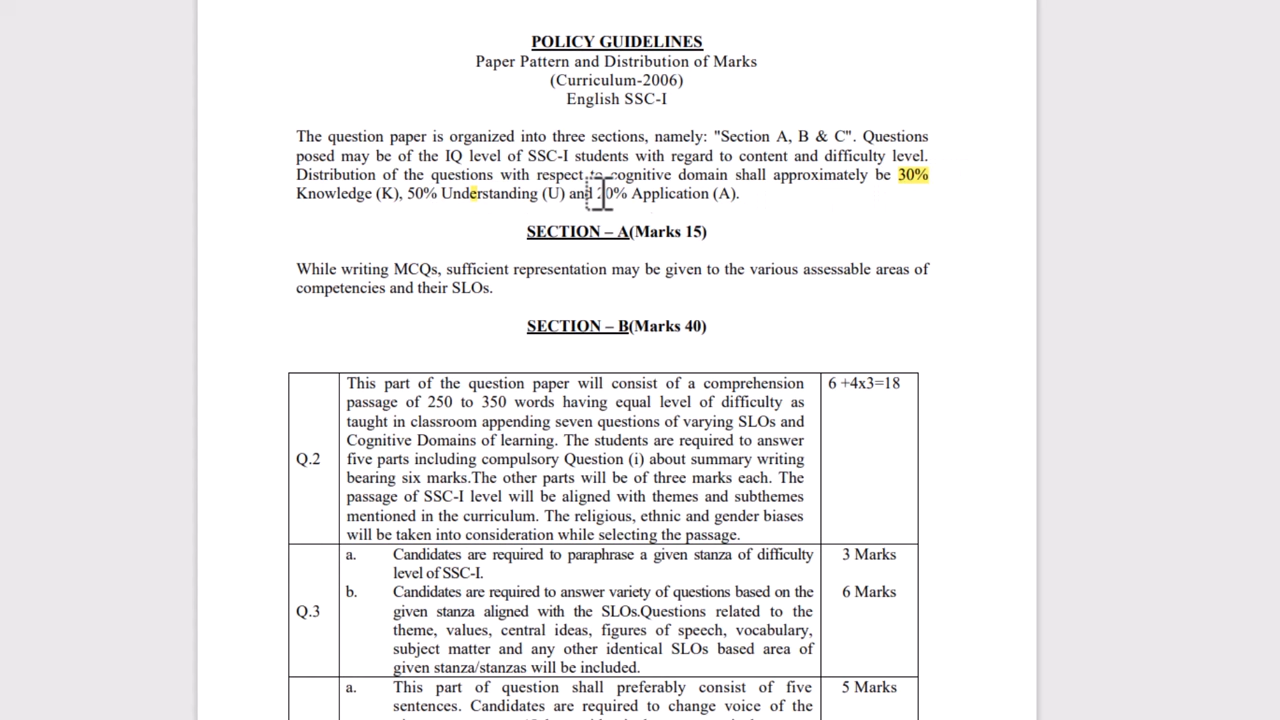 POLICY GUIDELINES
Paper Pattern and Distribution of Marks
(Curriculum-2006)
English SSC-I
The question paper is organized into three sections, namely: "Section A, B & C". Questions
posed may be of the IQ level of SSC-I students with regard to content and difficulty level.
Distribution of the questions with respect to cognitive domain shall approximately be 30%
Knowledge (K), 50% Understanding (U) and 20% Application (A).
SECTION – A(Marks 15)
While writing MCQs, sufficient representation may be given to the various assessable areas of
competencies and their SLOs.
SECTION – B(Marks 40)
Q.2
This part of the question paper will consist of a comprehension
passage of 250 to 350 words having equal level of difficulty as
taught in classroom appending seven questions of varying SLOs and
Cognitive Domains of learning. The students are required to answer
five parts including compulsory Question (i) about summary writing
bearing six marks.The other parts will be of three marks each. The
passage of SSC-I level will be aligned with themes and subthemes
mentioned in the curriculum. The religious, ethnic and gender biases
will be taken into consideration while selecting the passage.
6 +4x3=18
Q.3
a. Candidates are required to paraphrase a given stanza of difficulty
level of SSC-I.
3 Marks
b. Candidates are required to answer variety of questions based on the
given stanza aligned with the SLOs.Questions related to the
theme, values, central ideas, figures of speech, vocabulary,
subject matter and any other identical SLOs based area of
given stanza/stanzas will be included.
6 Marks
a. This part of question shall preferably consist of five
sentences. Candidates are required to change voice of the
5 Marks